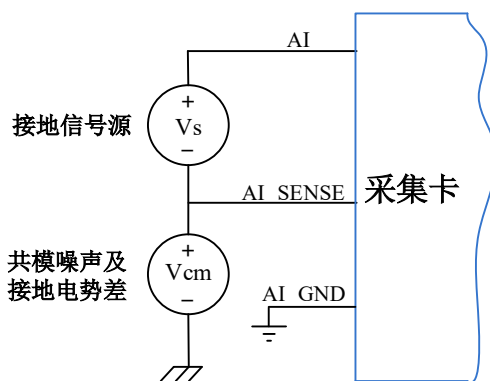 AI
+
Vs
−
接地信号源
AI SENSE
采集卡
+
Vcm
−
共模噪声及
接地电势差
AI GND